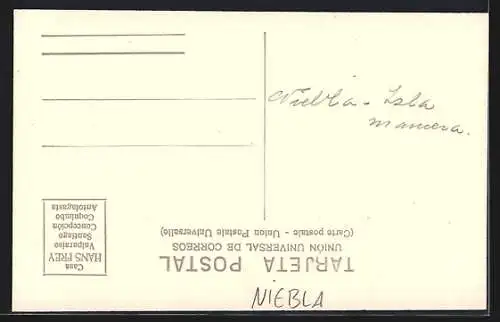 Niebla - Isla
mancera.
TARJETA POSTAL
UNIÓN UNIVERSAL DE CORREOS
(Carte postale - Union Postale Universelle)
Casa
HANS FREY
Valparaiso
Santiago
Concepción
Coquimbo
Antofagasta
NIEBLA